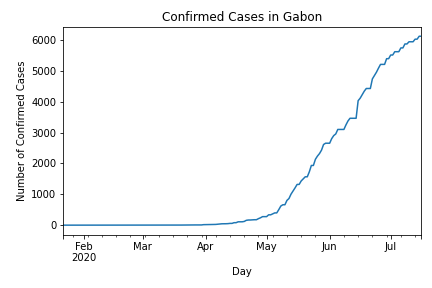 Confirmed Cases in Gabon
Number of Confirmed Cases
6000
5000
4000
3000
2000
1000
0
Feb Mar Apr May Jun Jul
2020
Day